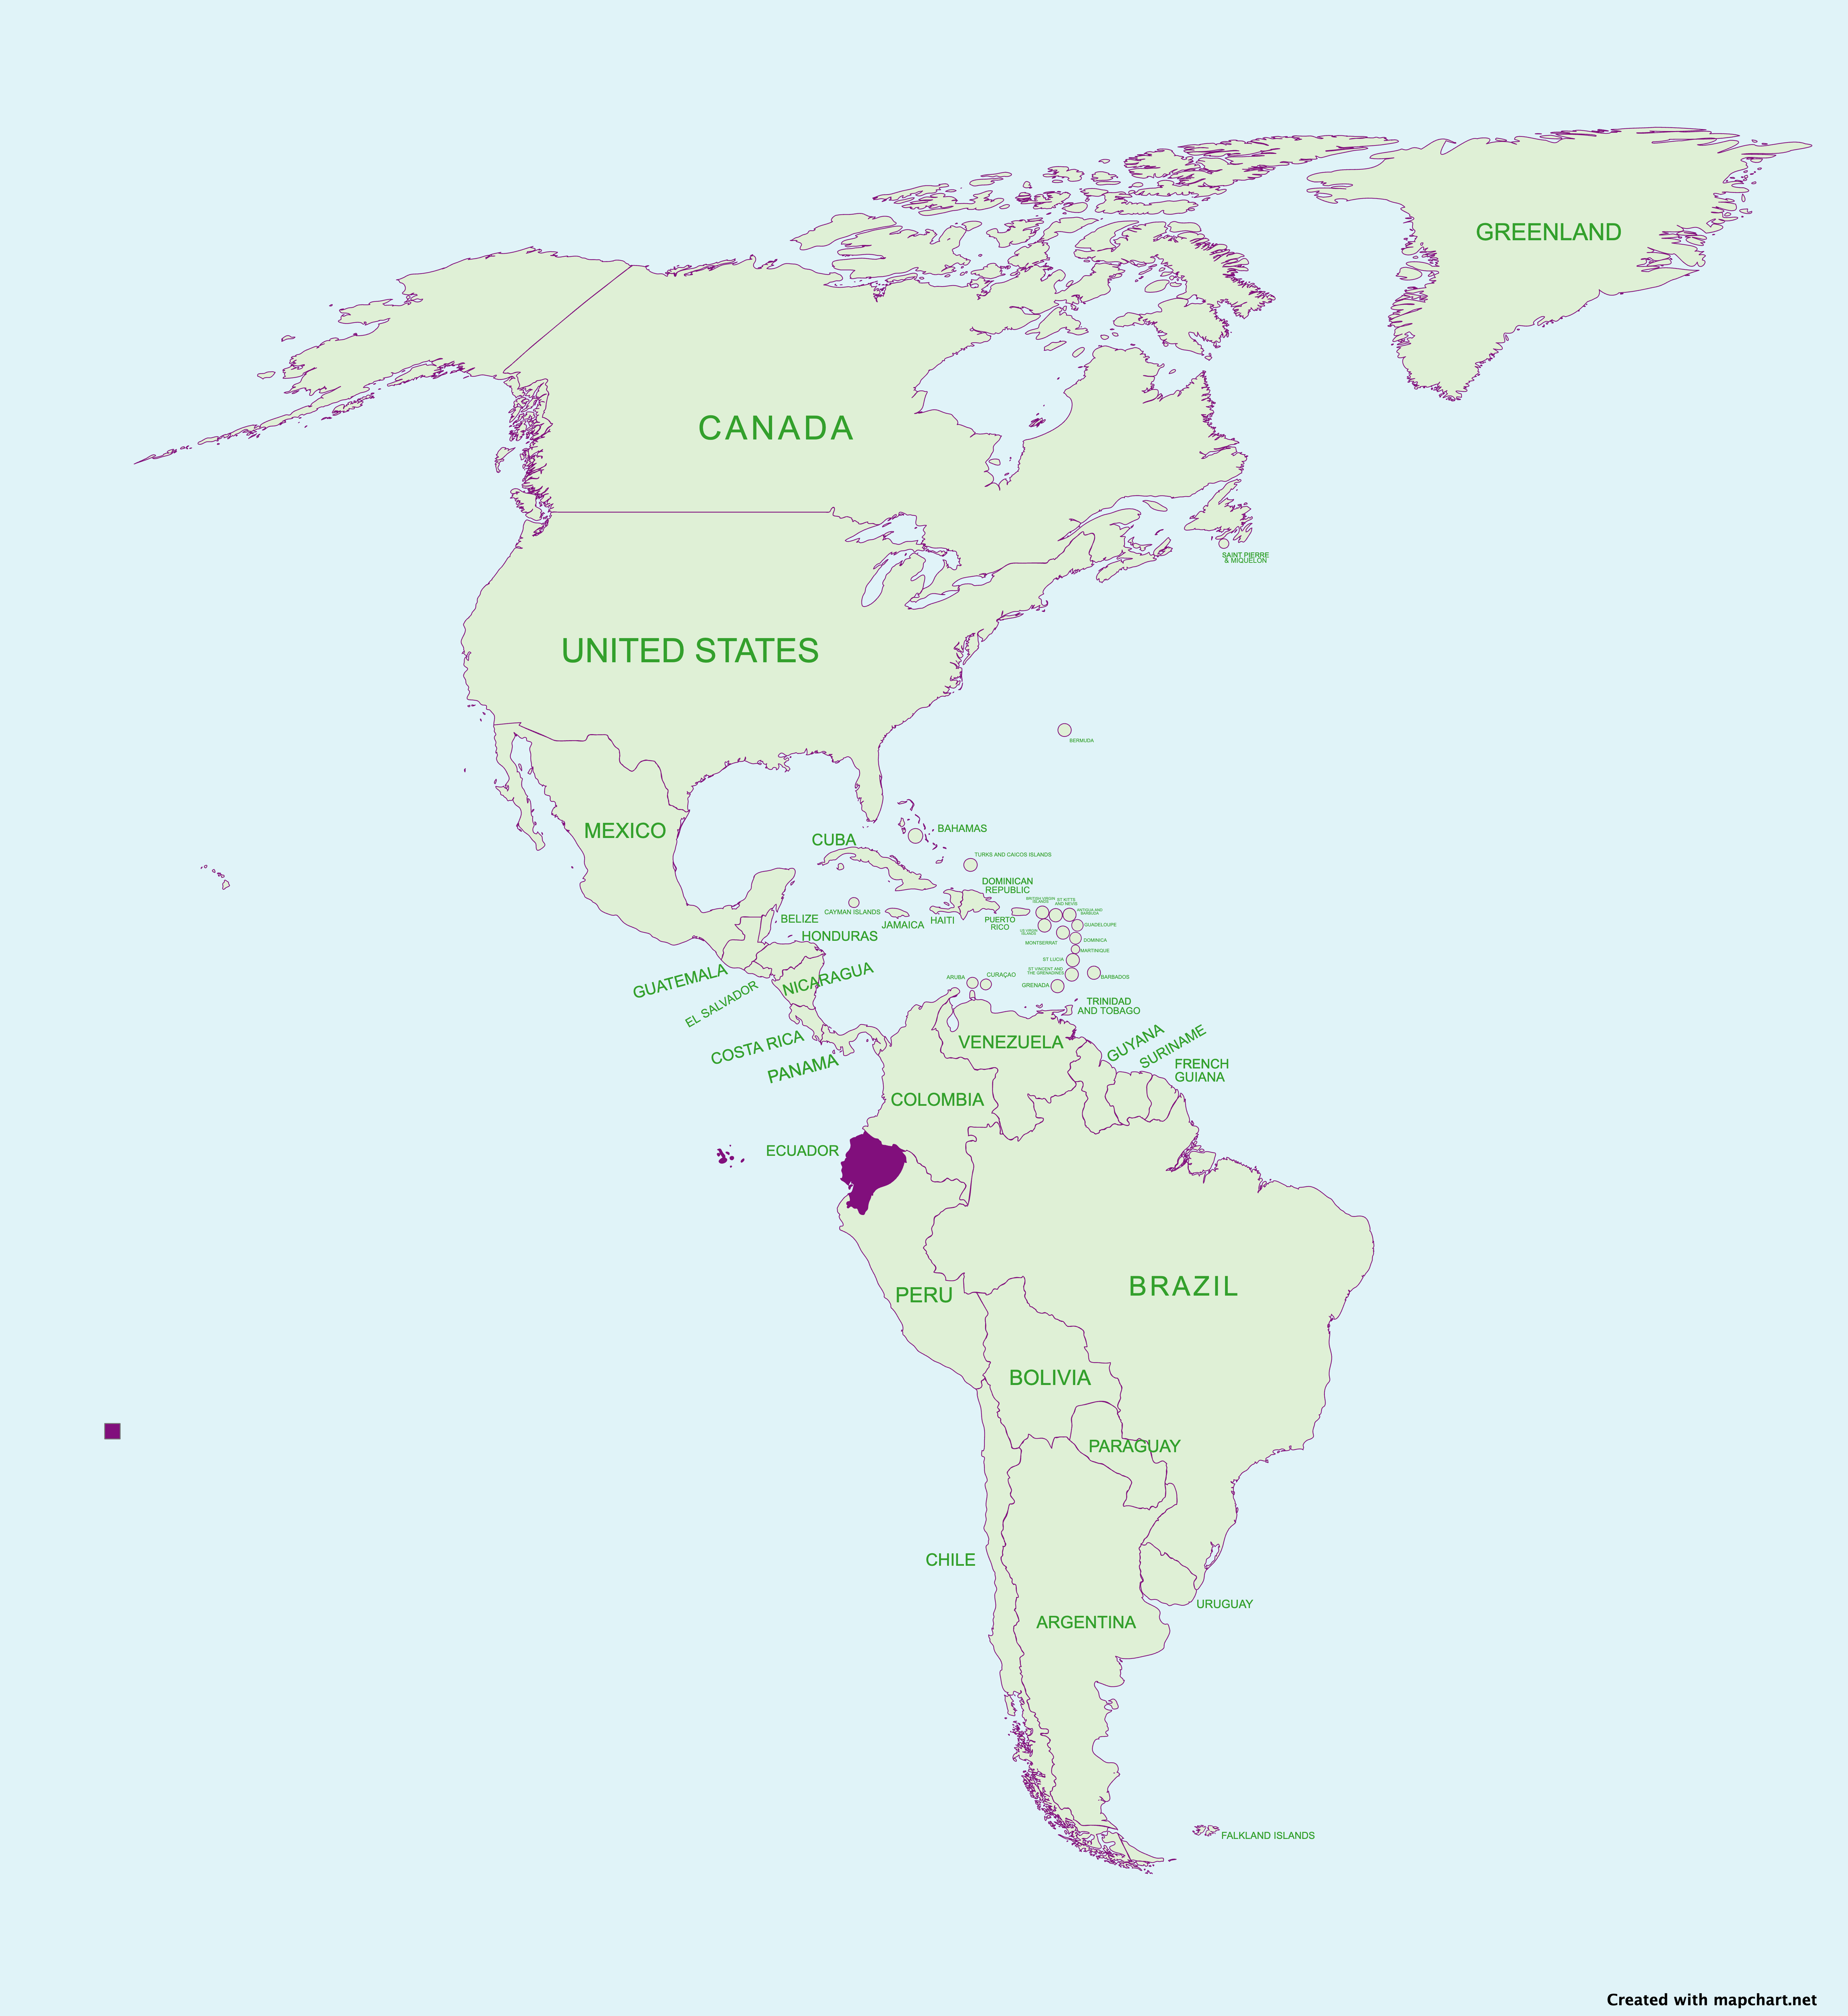 GREENLAND
CANADA
SAINT PIERRE
& MIQUELON
UNITED STATES
BERMUDA
MEXICO
CUBA
BAHAMAS
TURKS AND CAICOS ISLANDS
DOMINICAN
REPUBLIC
CAYMAN ISLANDS
JAMAICA
HAITI
PUERTO
RICO
BRITISH VIRGIN
ISLANDS
ST KITTS
AND NEVIS
ANTIGUA AND
BARBUDA
US VIRGIN
ISLANDS
GUADELOUPE
MONTSERRAT
DOMINICA
MARTINIQUE
ST LUCIA
ST VINCENT AND
THE GRENADINES
BARBADOS
GRENADA
ARUBA
CURAÇAO
TRINIDAD
AND TOBAGO
BELIZE
HONDURAS
GUATEMALA
EL SALVADOR
NICARAGUA
COSTA RICA
PANAMA
VENEZUELA
GUYANA
SURINAME
FRENCH
GUIANA
COLOMBIA
ECUADOR
PERU
BRAZIL
BOLIVIA
PARAGUAY
CHILE
ARGENTINA
URUGUAY
FALKLAND ISLANDS
Created with mapchart.net